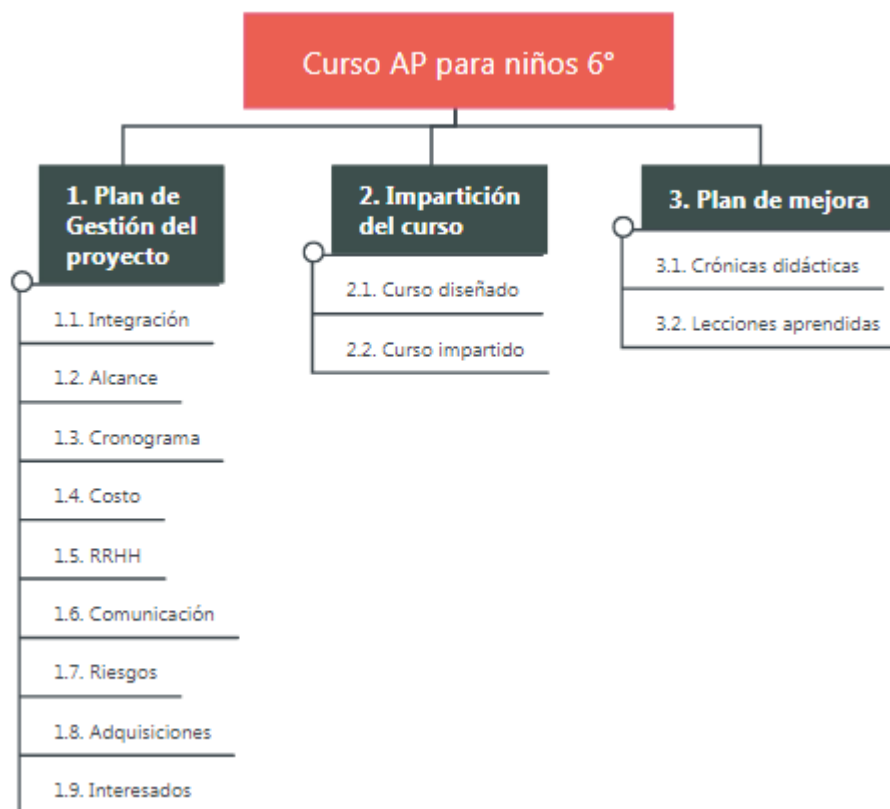 Curso AP para niños 6°
1. Plan de
Gestión del
proyecto
1.1. Integración
1.2. Alcance
1.3. Cronograma
1.4. Costo
1.5. RRHH
1.6. Comunicación
1.7. Riesgos
1.8. Adquisiciones
1.9. Interesados
2. Impartición
del curso
2.1. Curso diseñado
2.2. Curso impartido
3. Plan de mejora
3.1. Crónicas didácticas
3.2. Lecciones aprendidas